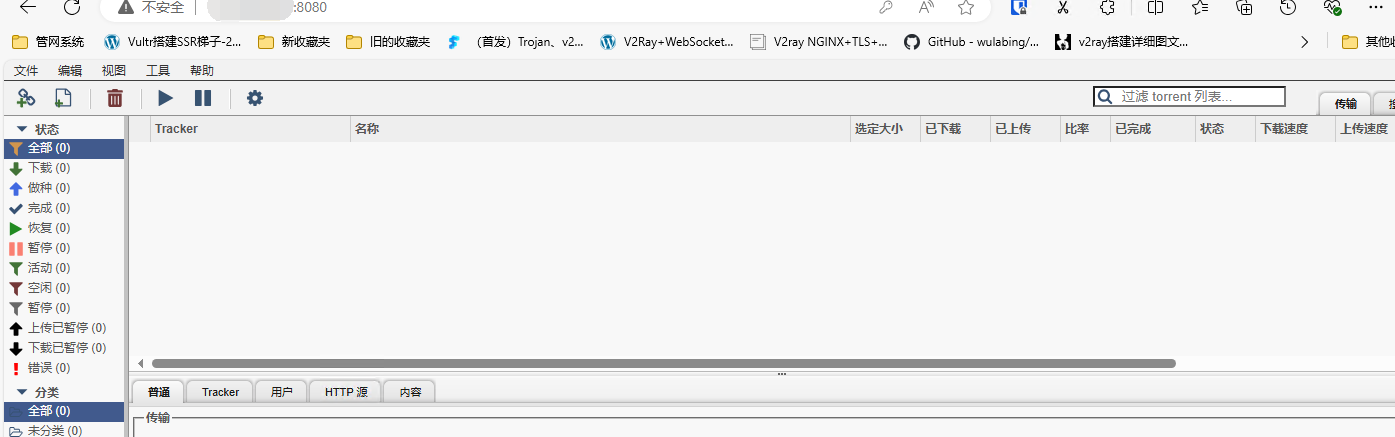 不安全 :8080
管网系统 Vultr搭建SSR梯子-2... 新收藏夹 旧的收藏夹 （首发）Trojan、v2... V2Ray+WebSocket... V2ray NGINX+TLS+... GitHub - wulabing/... v2ray搭建详细图文... 其他收
文件 编辑 视图 工具 帮助
过滤 torrent 列表... 传输
状态 Tracker 名称 选定大小 已下载 已上传 比率 已完成 状态 下载速度 上传速度
全部 (0)
下载 (0)
做种 (0)
完成 (0)
恢复 (0)
暂停 (0)
活动 (0)
空闲 (0)
暂停 (0)
上传已暂停 (0)
下载已暂停 (0)
错误 (0)
分类
全部 (0)
未分类 (0)
普通 Tracker 用户 HTTP 源 内容
传输